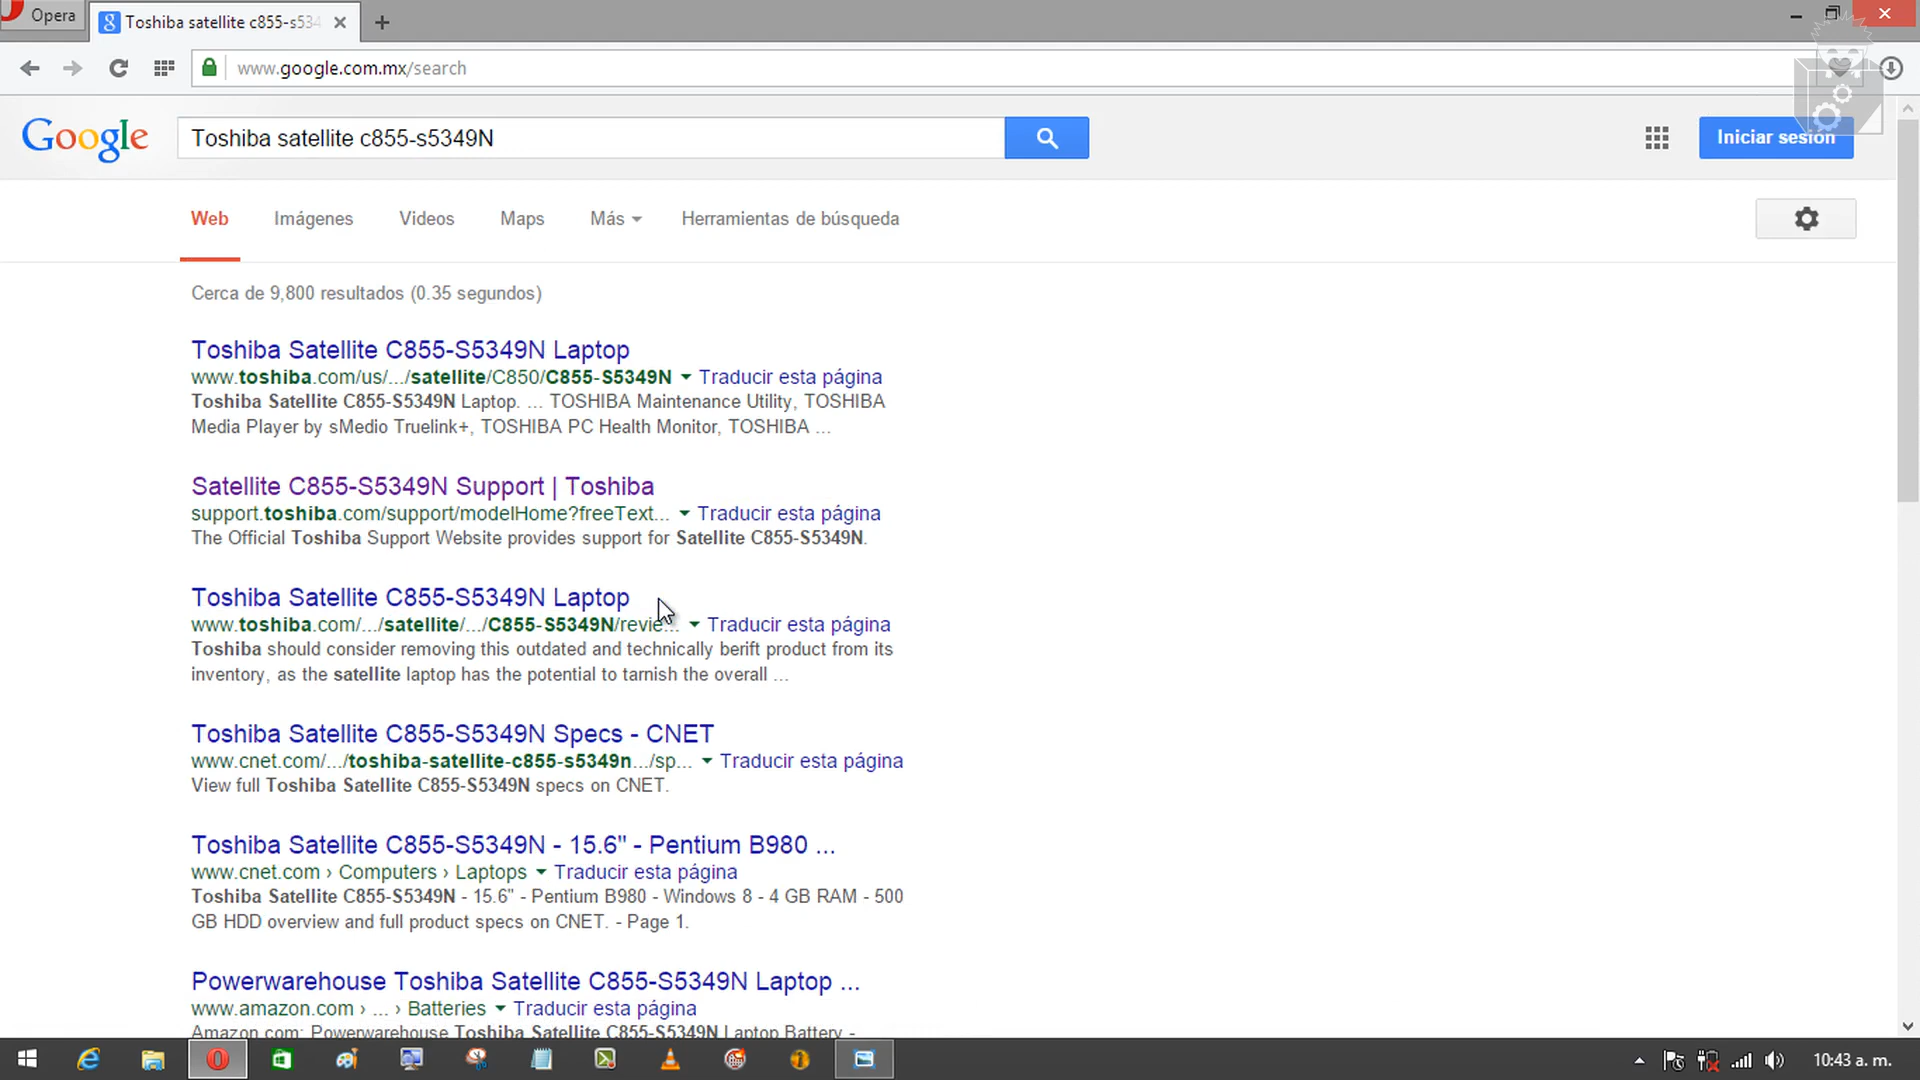 Opera
Toshiba satellite c855-s534
www.google.com.mx/search
Google
Toshiba satellite c855-s5349N
Iniciar sesión
Web Imágenes Videos Maps Más Herramientas de búsqueda
Cerca de 9,800 resultados (0.35 segundos)
Toshiba Satellite C855-S5349N Laptop
www.toshiba.com/us/.../satellite/C850/C855-S5349N Traducir esta página
Toshiba Satellite C855-S5349N Laptop. ... TOSHIBA Maintenance Utility, TOSHIBA
Media Player by sMedio Truelink+, TOSHIBA PC Health Monitor, TOSHIBA ...
Satellite C855-S5349N Support | Toshiba
support.toshiba.com/support/modelHome?freeText... Traducir esta página
The Official Toshiba Support Website provides support for Satellite C855-S5349N.
Toshiba Satellite C855-S5349N Laptop
www.toshiba.com/.../satellite/.../C855-S5349N/revie... Traducir esta página
Toshiba should consider removing this outdated and technically berift product from its
inventory, as the satellite laptop has the potential to tarnish the overall ...
Toshiba Satellite C855-S5349N Specs - CNET
www.cnet.com/.../toshiba-satellite-c855-s5349n.../sp... Traducir esta página
View full Toshiba Satellite C855-S5349N specs on CNET.
Toshiba Satellite C855-S5349N - 15.6" - Pentium B980 ...
www.cnet.com › Computers › Laptops Traducir esta página
Toshiba Satellite C855-S5349N - 15.6" - Pentium B980 - Windows 8 - 4 GB RAM - 500
GB HDD overview and full product specs on CNET. - Page 1.
Powerwarehouse Toshiba Satellite C855-S5349N Laptop ...
www.amazon.com › ... › Batteries Traducir esta página
Amazon.com: Powerwarehouse Toshiba Satellite C855-S5349N Laptop Battery -
10:43 a. m.